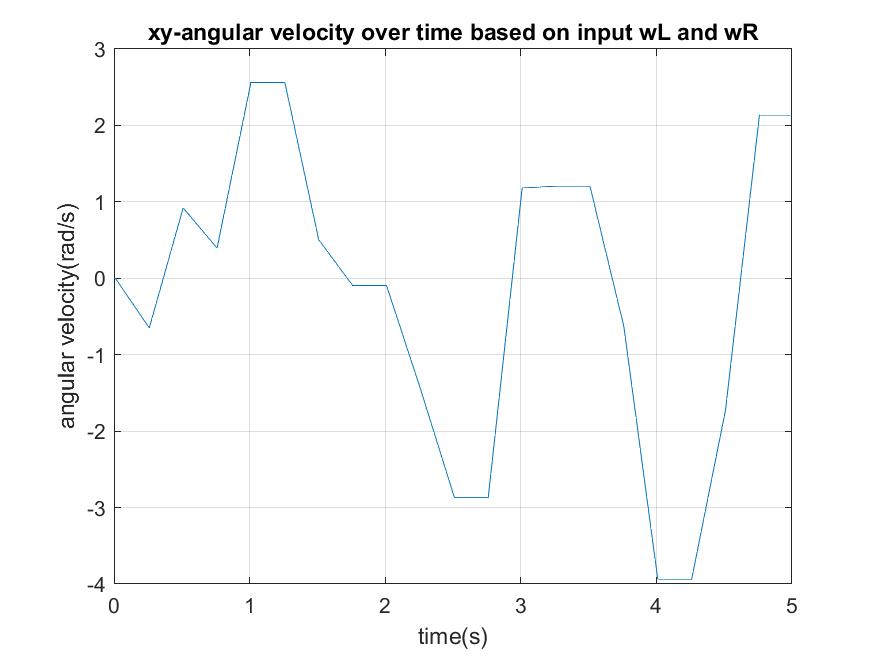 xy-angular velocity over time based on input wL and wR
3
2
1
0
-1
-2
-3
-4
angular velocity(rad/s)
0 1 2 3 4 5
time(s)